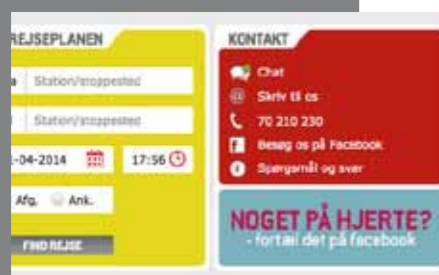 REJSEPLANEN
a Station/stoppested
Station/stoppested
-04-2014 17:56
Afg. Ank.
FIND REJSE
KONTAKT
Chat
Skriv til os
70 210 230
Besøg os på Facebook
Spørgsmål og svar
NOGET PÅ HJERTE?
- fortæl det på facebook